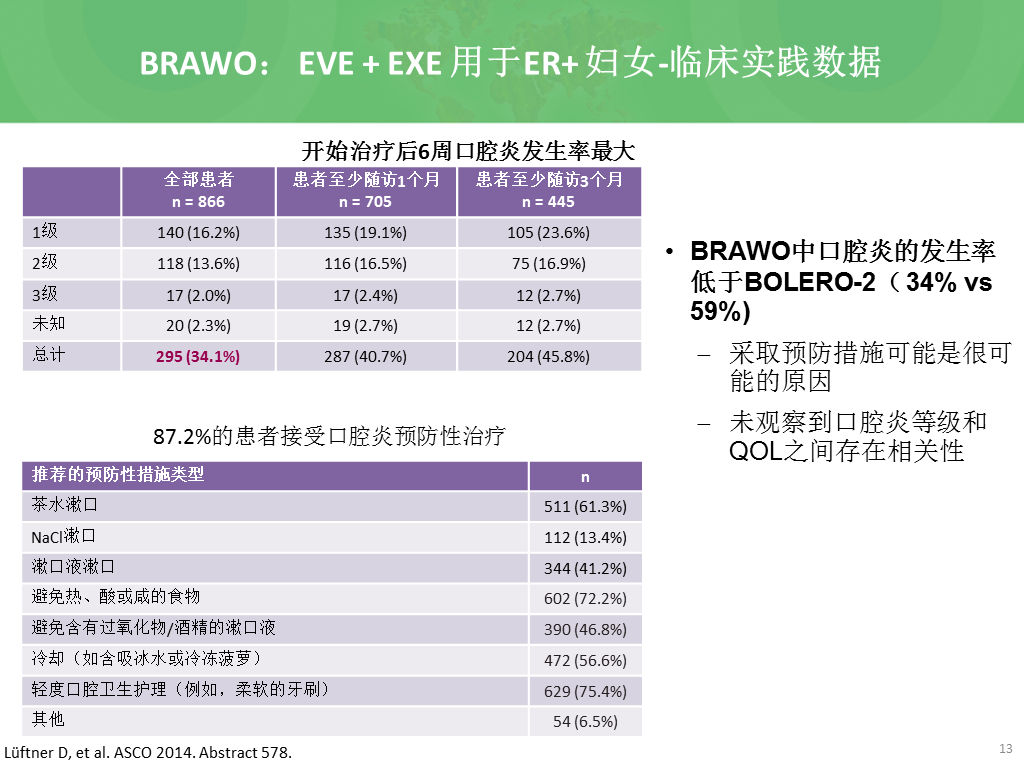 BRAWO： EVE + EXE 用于ER+ 妇女-临床实践数据
开始治疗后6周口腔炎发生率最大
全部患者 患者至少随访1个月 患者至少随访3个月
n = 866 n = 705 n = 445
1级 140 (16.2%) 135 (19.1%) 105 (23.6%)
2级 118 (13.6%) 116 (16.5%) 75 (16.9%)
3级 17 (2.0%) 17 (2.4%) 12 (2.7%)
未知 20 (2.3%) 19 (2.7%) 12 (2.7%)
总计 295 (34.1%) 287 (40.7%) 204 (45.8%)
87.2%的患者接受口腔炎预防性治疗
推荐的预防性措施类型 n
茶水漱口 511 (61.3%)
NaCl漱口 112 (13.4%)
漱口液漱口 344 (41.2%)
避免热、酸或咸的食物 602 (72.2%)
避免含有过氧化物/酒精的漱口液 390 (46.8%)
冷却（如含吸冰水或冷冻菠萝） 472 (56.6%)
轻度口腔卫生护理（例如，柔软的牙刷） 629 (75.4%)
其他 54 (6.5%)
• BRAWO中口腔炎的发生率
低于BOLERO-2（ 34% vs
59%)
– 采取预防措施可能是很可
能的原因
– 未观察到口腔炎等级和
QOL之间存在相关性
Lüftner D, et al. ASCO 2014. Abstract 578.
13